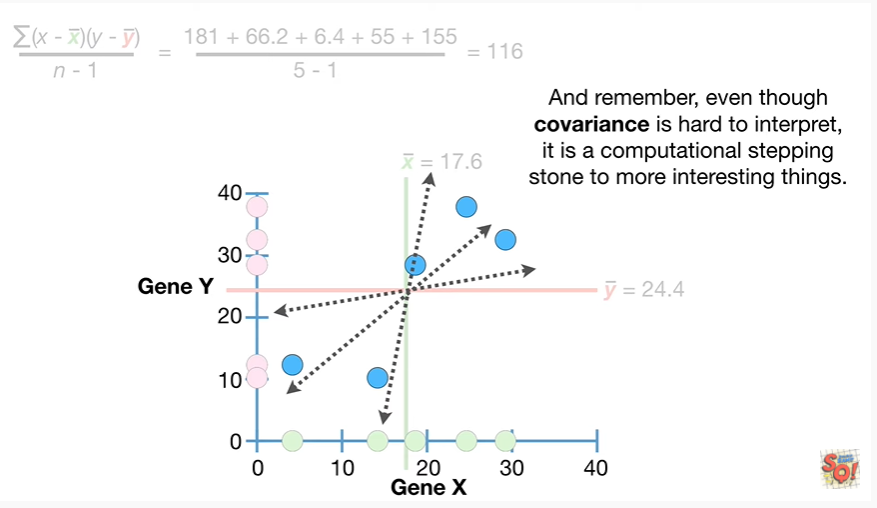 ∑(x - x̅)(y - y̅) / n - 1 = 181 + 66.2 + 6.4 + 55 + 155 / 5 - 1 = 116
And remember, even though
covariance is hard to interpret,
it is a computational stepping
stone to more interesting things.
x̅ = 17.6
40
30
Gene Y
y̅ = 24.4
20
10
0
0 10 20 30 40
Gene X
SQ!